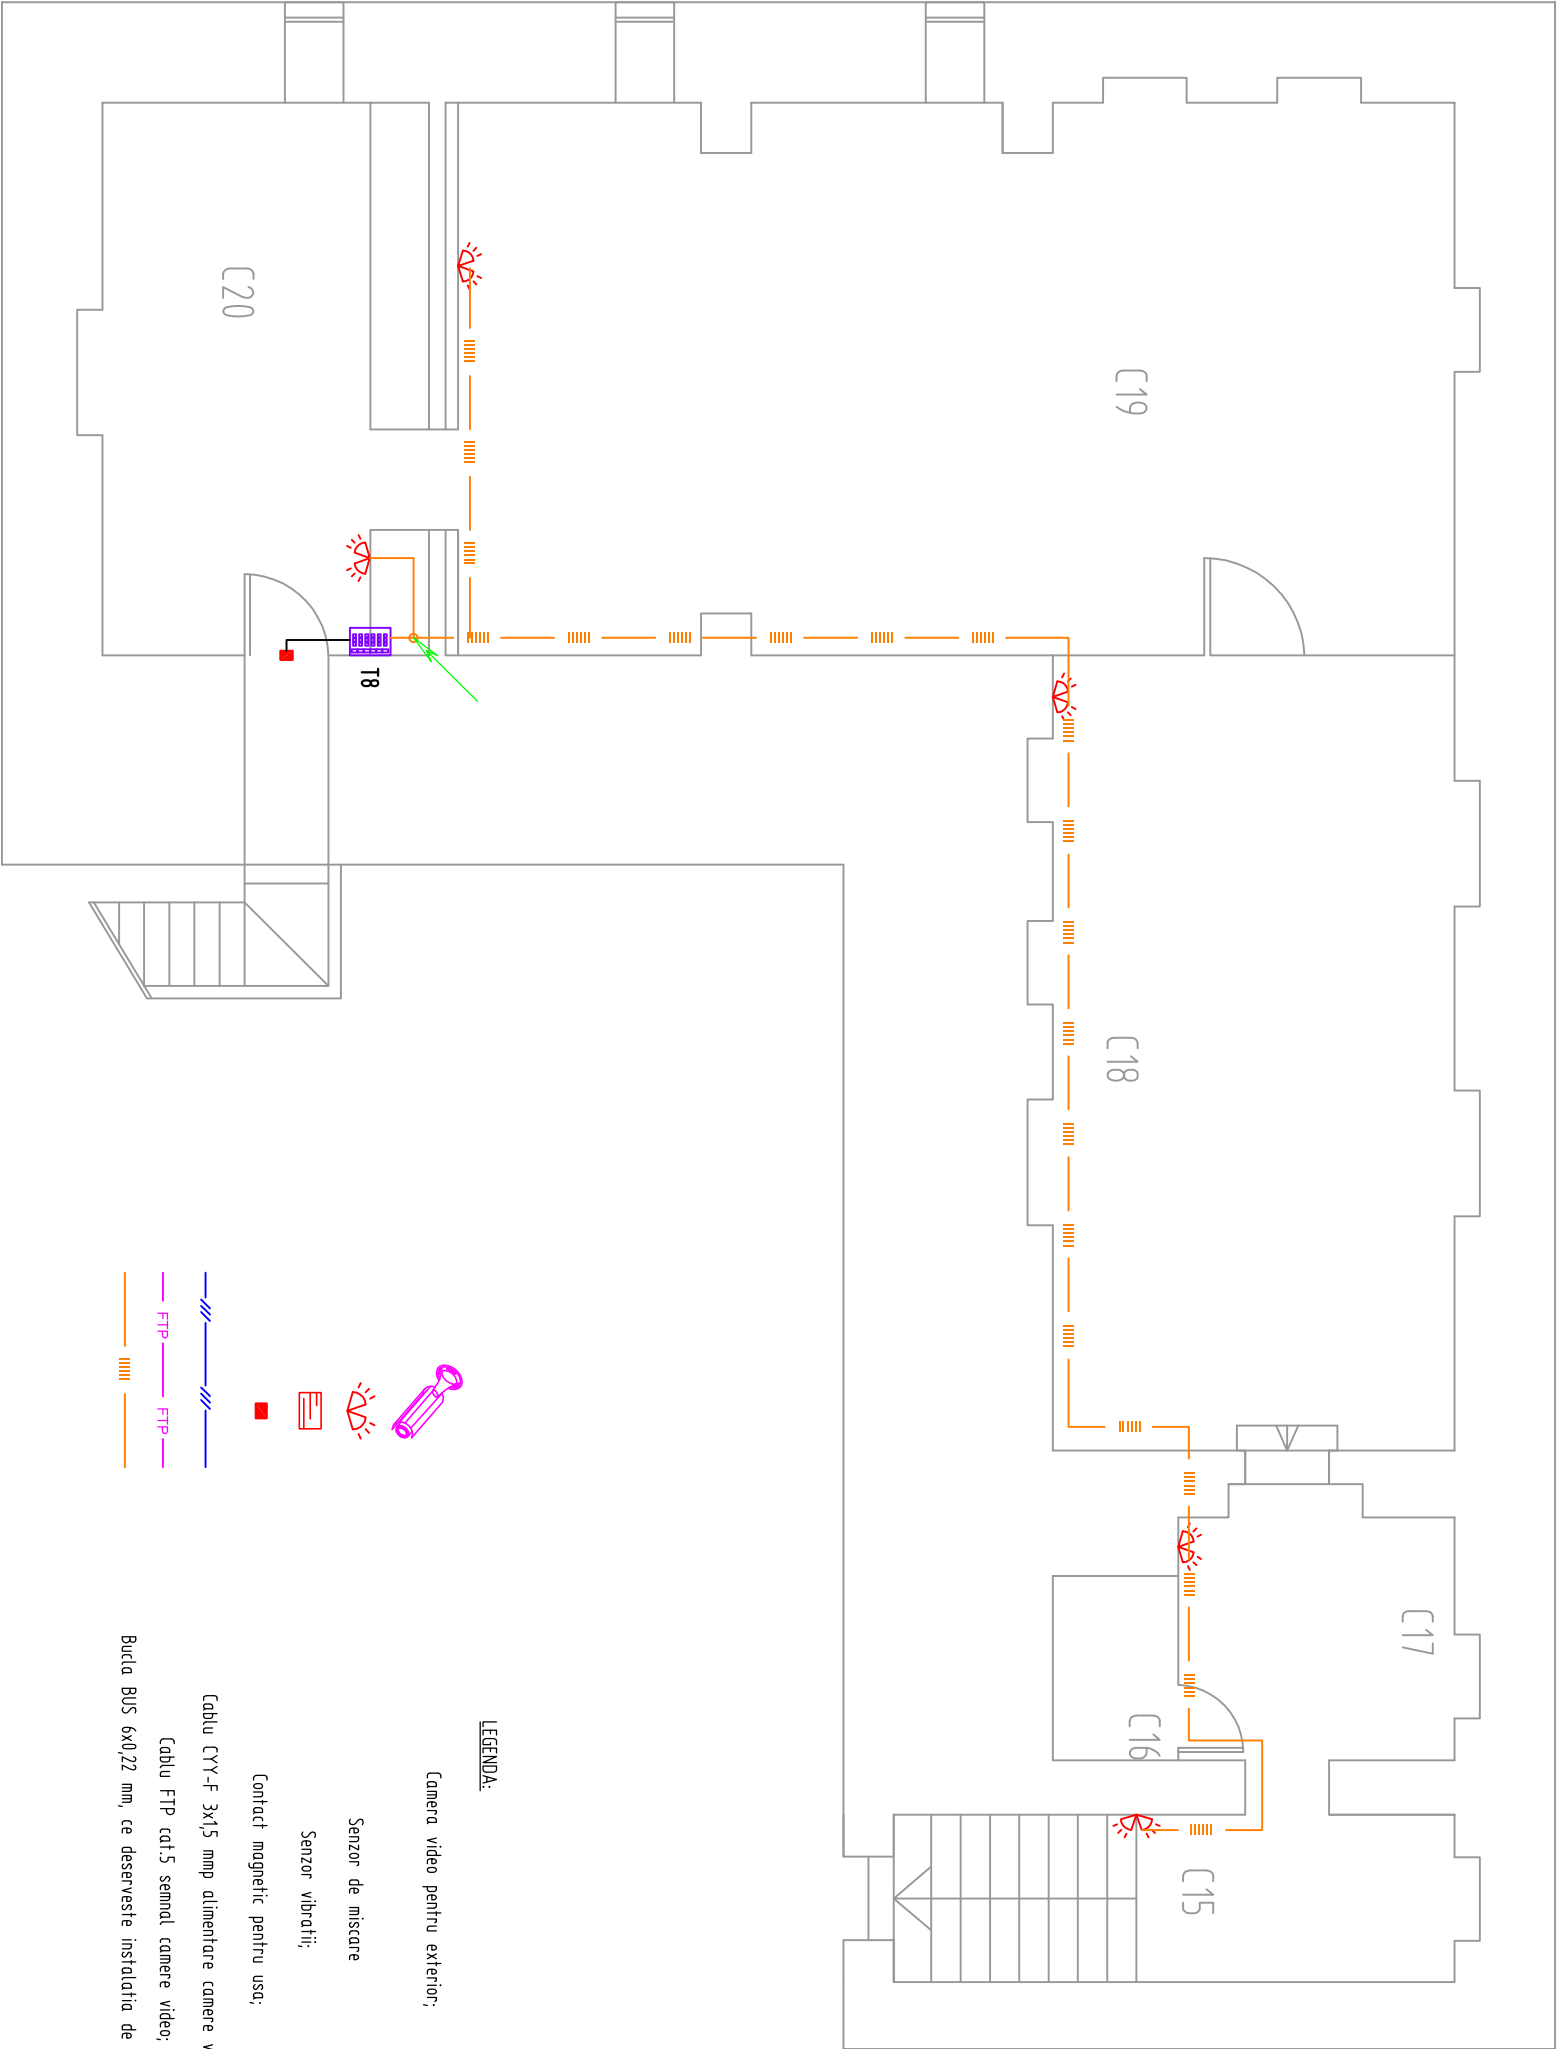 C20
C19
T8
C18
C17
C16
C15
LEGENDA:
Camera video pentru exterior;
Senzor de miscare
Senzor vibratii;
Contact magnetic pentru usa;
Cablu CYY-F 3x1,5 mmp alimentare camere v
FTP FTP
Cablu FTP cat.5 semnal camere video;
Bucla BUS 6x0,22 mm, ce deserveste instalatia de